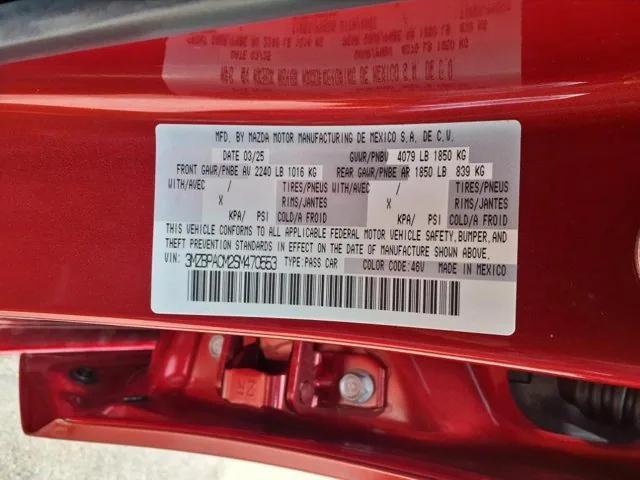 MFD. BY MAZDA MOTOR MANUFACTURING DE MEXICO S.A. DE C.V.
DATE 03/25 GVWR/PNBV 4079 LB 1850 KG
FRONT GAWR/PNBE AV 2240 LB 1016 KG REAR GAWR/PNBE AR 1850 LB 839 KG
WITH/AVEC / TIRES/PNEUS WITH/AVEC / TIRES/PNEUS
X RIMS/JANTES X RIMS/JANTES
KPA/ PSI COLD/A FROID KPA/ PSI COLD/A FROID
THIS VEHICLE CONFORMS TO ALL APPLICABLE FEDERAL MOTOR VEHICLE SAFETY, BUMPER, AND
THEFT PREVENTION STANDARDS IN EFFECT ON THE DATE OF MANUFACTURE SHOWN ABOVE.
VIN: 3MZBPACM2SM470553 TYPE PASS CAR COLOR CODE: 46V MADE IN MEXICO